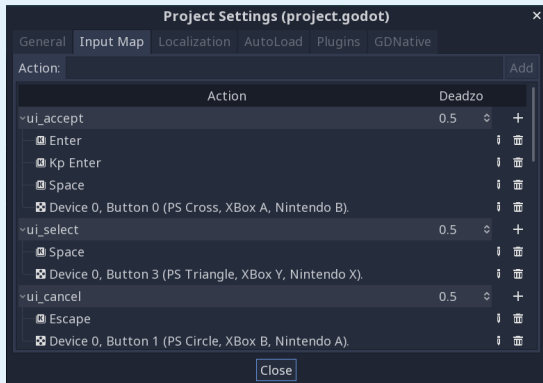 Project Settings (project.godot)
General Input Map Localization AutoLoad Plugins GDNative
Action: Add
Action Deadzo
ui_accept 0.5
Enter
Kp Enter
Space
Device 0, Button 0 (PS Cross, XBox A, Nintendo B).
ui_select 0.5
Space
Device 0, Button 3 (PS Triangle, XBox Y, Nintendo X).
ui_cancel 0.5
Escape
Device 0, Button 1 (PS Circle, XBox B, Nintendo A).
Close